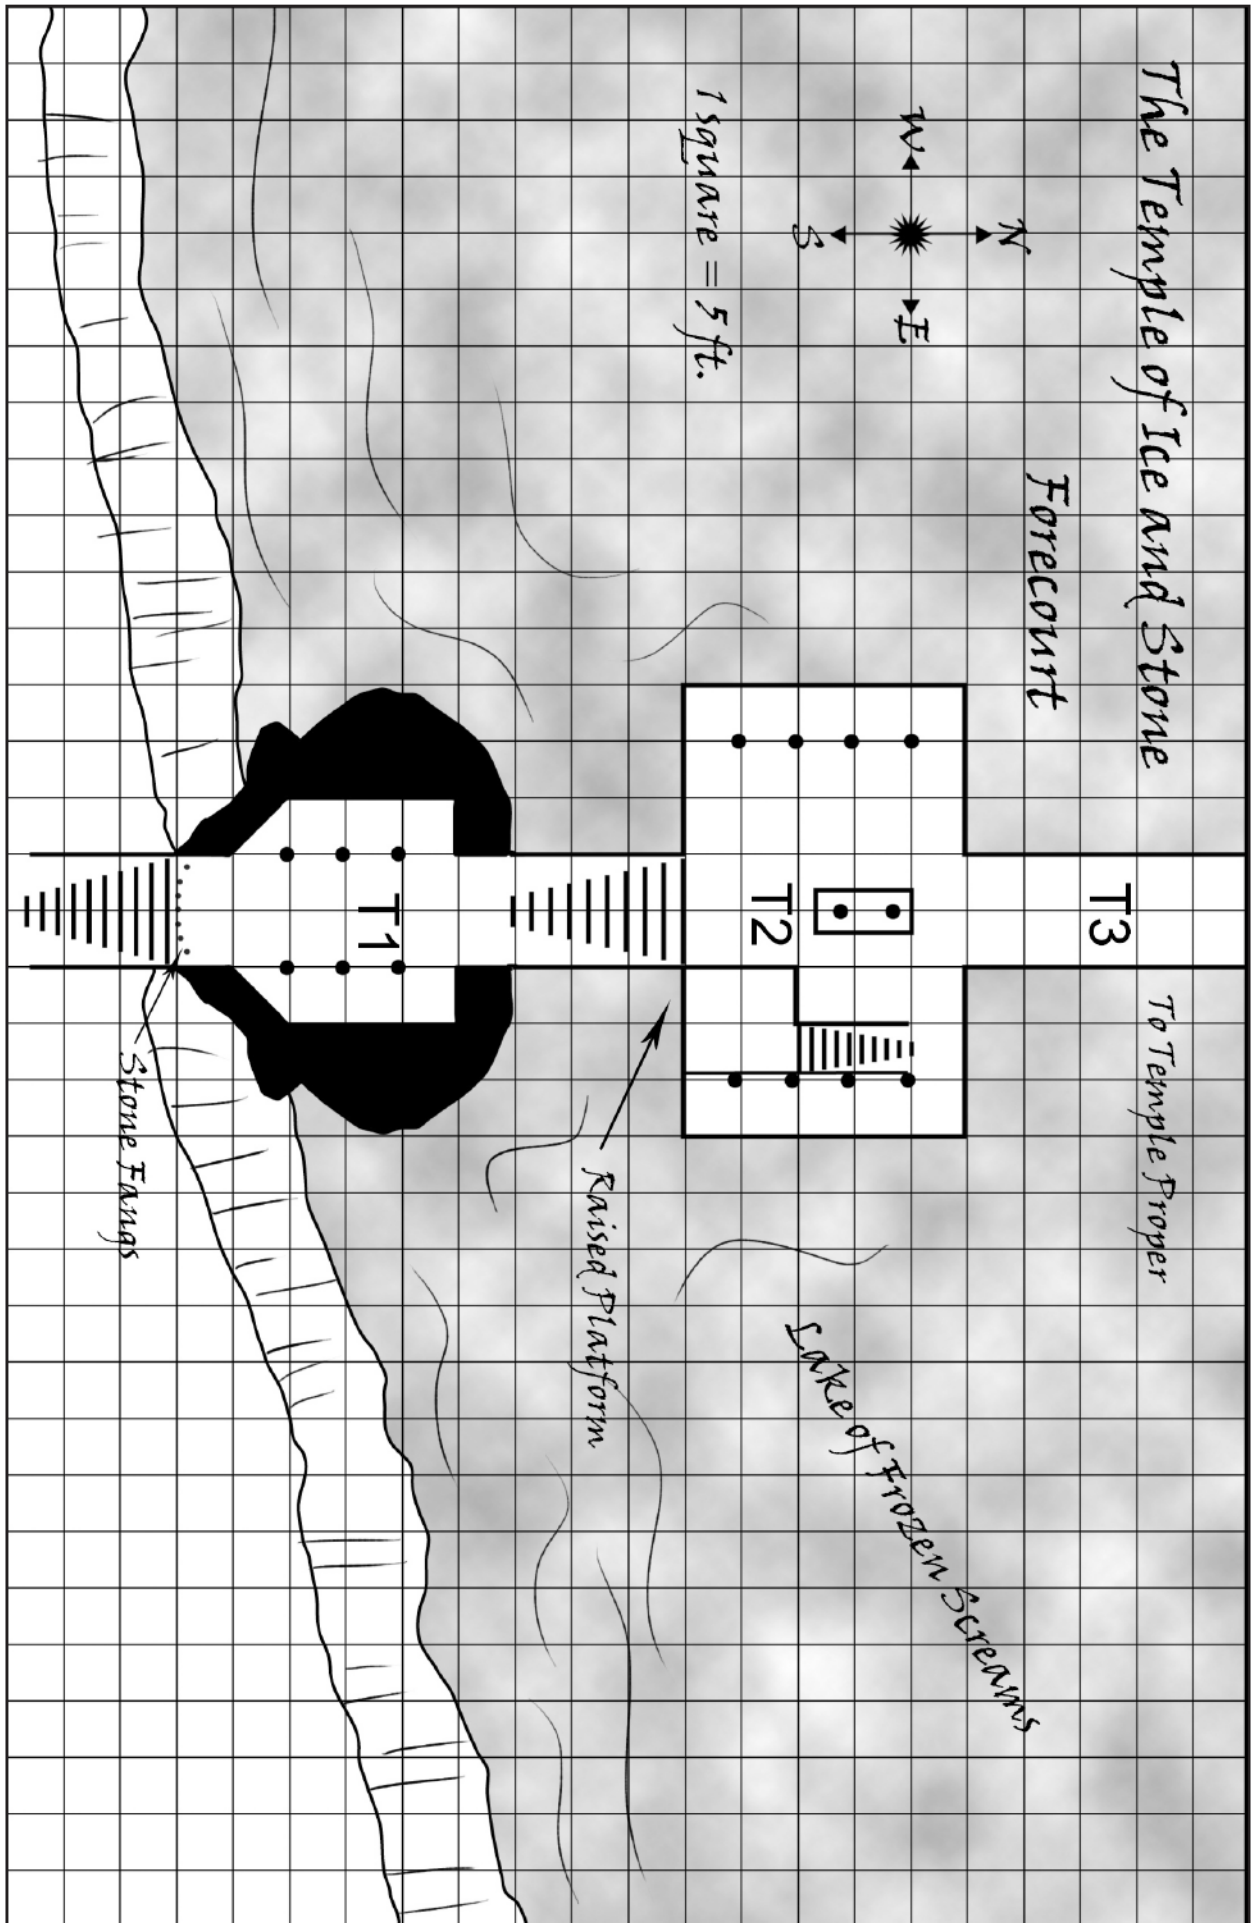 The Temple of Ice and Stone
Forecourt
N
W
E
S
1 square = 5 ft.
T3
To Temple Proper
T2
Lake of Frozen Screams
Raised Platform
T1
Stone Fangs